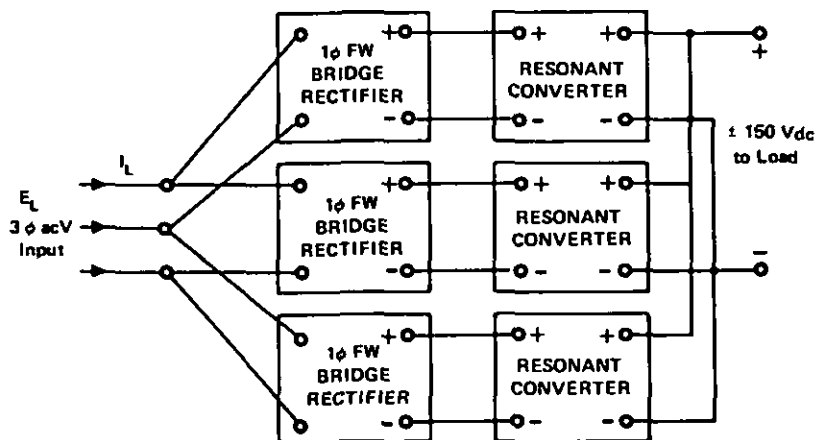 1ϕ FW
BRIDGE
RECTIFIER
+
-
+
-
RESONANT
CONVERTER
+
-
+
-
± 150 Vdc
to Load
I_L
E_L
3 ϕ acV
Input
1ϕ FW
BRIDGE
RECTIFIER
+
-
+
-
RESONANT
CONVERTER
+
-
1ϕ FW
BRIDGE
RECTIFIER
+
-
+
-
RESONANT
CONVERTER
+
-